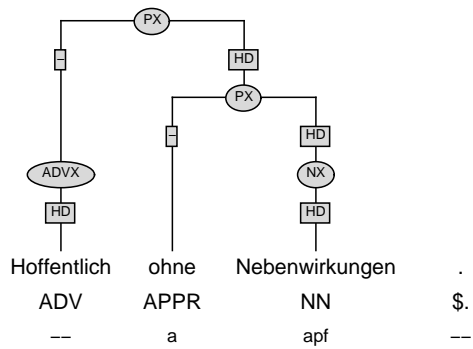 PX
– HD
PX
– HD
ADVX NX
HD HD
Hoffentlich ohne Nebenwirkungen .
ADV APPR NN $.
–– a apf ––